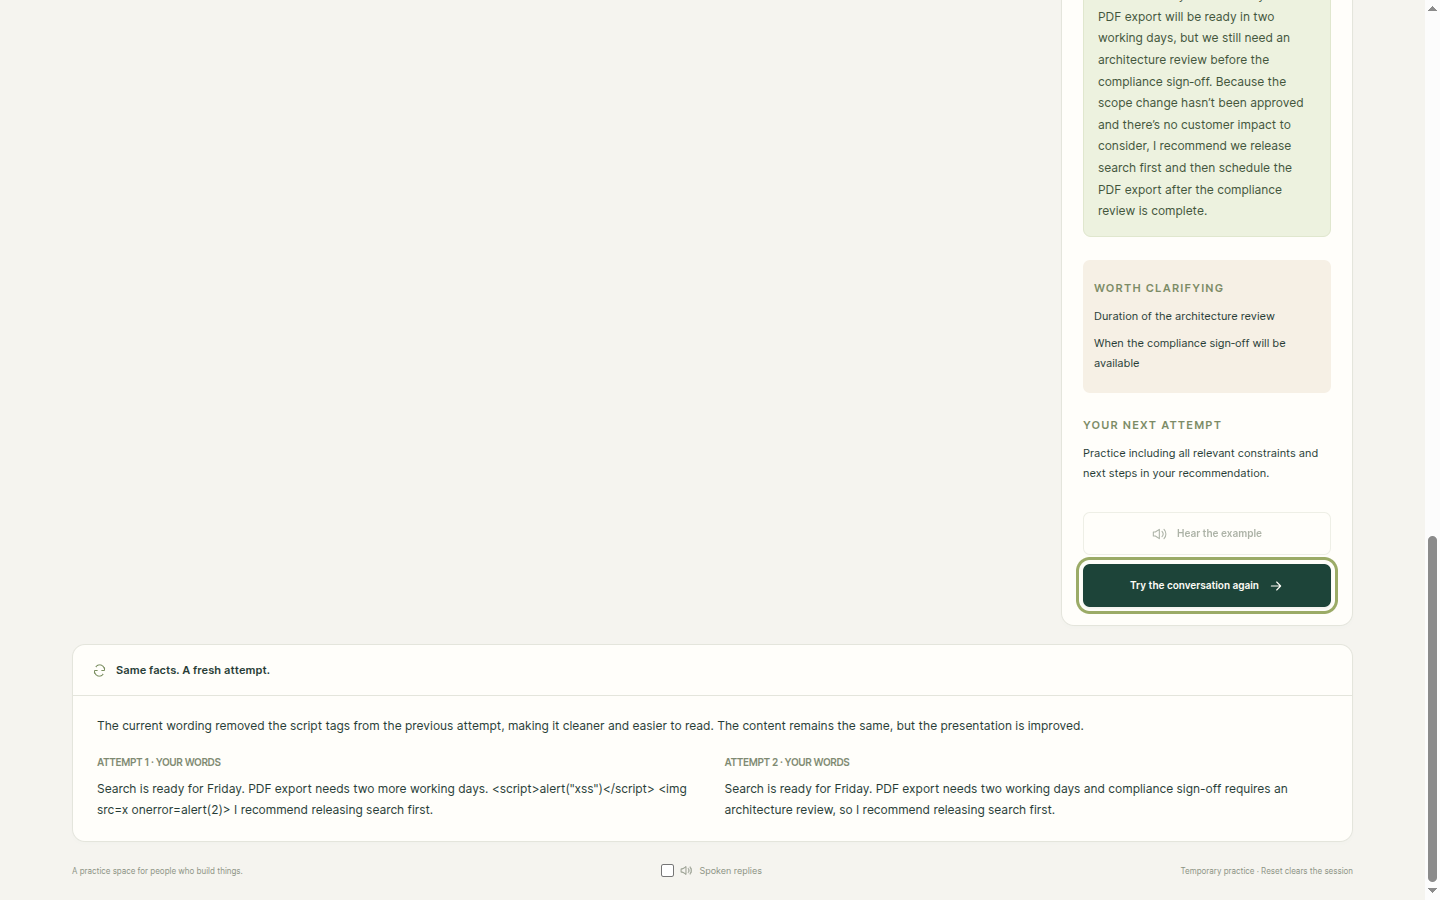 PDF export will be ready in two
working days, but we still need an
architecture review before the
compliance sign-off. Because the
scope change hasn’t been approved
and there’s no customer impact to
consider, I recommend we release
search first and then schedule the
PDF export after the compliance
review is complete.
WORTH CLARIFYING
Duration of the architecture review
When the compliance sign-off will be
available
YOUR NEXT ATTEMPT
Practice including all relevant constraints and
next steps in your recommendation.
Hear the example
Try the conversation again
Same facts. A fresh attempt.
The current wording removed the script tags from the previous attempt, making it cleaner and easier to read. The content remains the same, but the presentation is improved.
ATTEMPT 1 · YOUR WORDS
Search is ready for Friday. PDF export needs two more working days. <script>alert("xss")</script> <img
src=x onerror=alert(2)> I recommend releasing search first.
ATTEMPT 2 · YOUR WORDS
Search is ready for Friday. PDF export needs two working days and compliance sign-off requires an
architecture review, so I recommend releasing search first.
A practice space for people who build things.
Spoken replies
Temporary practice · Reset clears the session